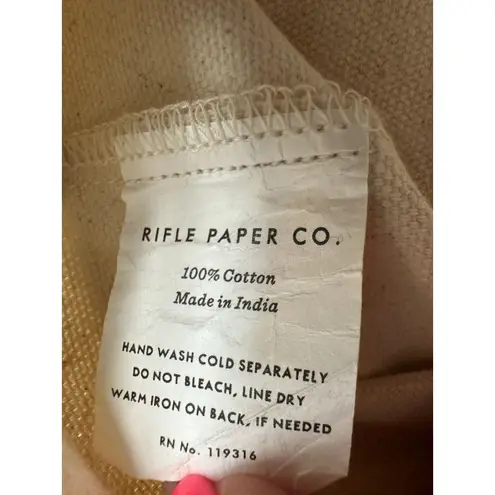 RIFLE PAPER CO.
100% Cotton
Made in India
HAND WASH COLD SEPARATELY
DO NOT BLEACH, LINE DRY
WARM IRON ON BACK, IF NEEDED
RN No. 119316